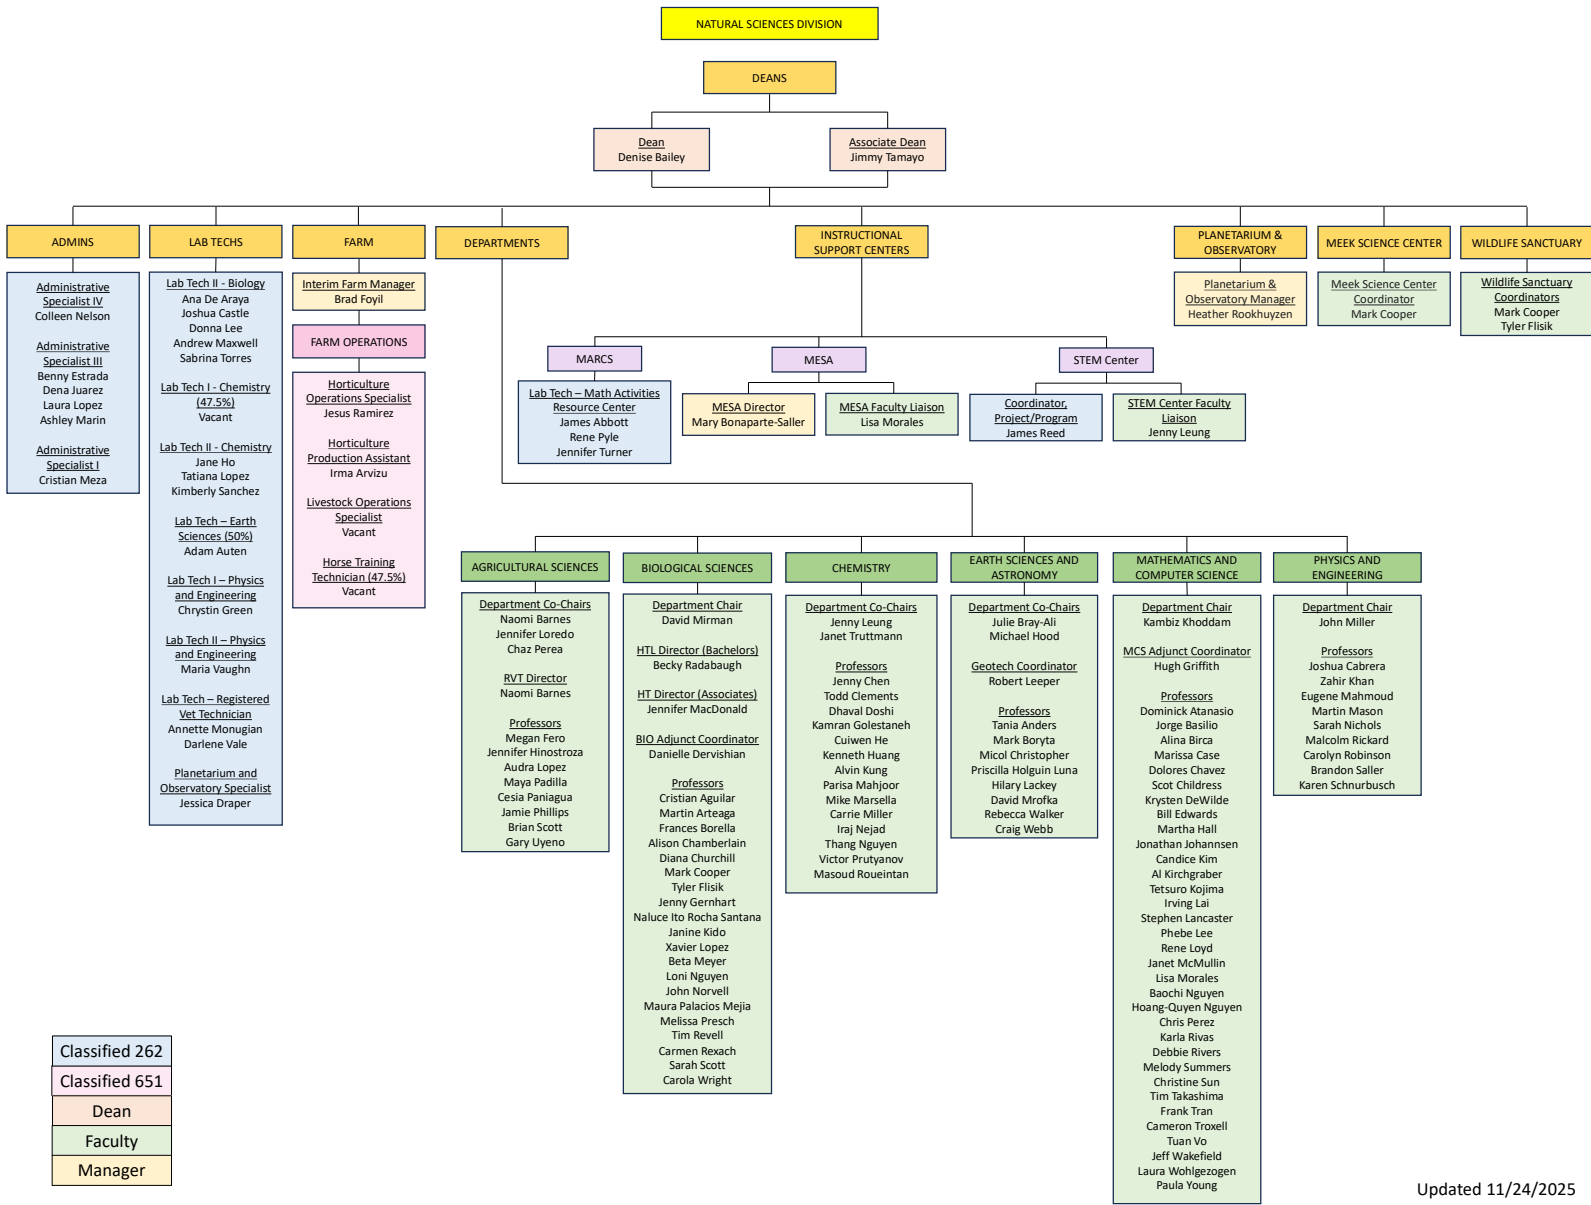 NATURAL SCIENCES DIVISION
DEANS
Dean
Denise Bailey
Associate Dean
Jimmy Tamayo
ADMINS
Administrative
Specialist IV
Colleen Nelson
Administrative
Specialist III
Benny Estrada
Dena Juarez
Laura Lopez
Ashley Marin
Administrative
Specialist I
Cristian Meza
LAB TECHS
Lab Tech II - Biology
Ana De Araya
Joshua Castle
Donna Lee
Andrew Maxwell
Sabrina Torres
Lab Tech I - Chemistry
(47.5%)
Vacant
Lab Tech II - Chemistry
Jane Ho
Tatiana Lopez
Kimberly Sanchez
Lab Tech – Earth
Sciences (50%)
Adam Auten
Lab Tech I – Physics
and Engineering
Chrystin Green
Lab Tech II – Physics
and Engineering
Maria Vaughn
Lab Tech – Registered
Vet Technician
Annette Monugian
Darlene Vale
Planetarium and
Observatory Specialist
Jessica Draper
FARM
Interim Farm Manager
Brad Foyil
FARM OPERATIONS
Horticulture
Operations Specialist
Jesus Ramirez
Horticulture
Production Assistant
Irma Arvizu
Livestock Operations
Specialist
Vacant
Horse Training
Technician (47.5%)
Vacant
DEPARTMENTS
INSTRUCTIONAL
SUPPORT CENTERS
MARCS
Lab Tech – Math Activities
Resource Center
James Abbott
Rene Pyle
Jennifer Turner
MESA
MESA Director
Mary Bonaparte-Saller
MESA Faculty Liaison
Lisa Morales
STEM Center
Coordinator,
Project/Program
James Reed
STEM Center Faculty
Liaison
Jenny Leung
PLANETARIUM &
OBSERVATORY
Planetarium &
Observatory Manager
Heather Rookhuyzen
MEEK SCIENCE CENTER
Meek Science Center
Coordinator
Mark Cooper
WILDLIFE SANCTUARY
Wildlife Sanctuary
Coordinators
Mark Cooper
Tyler Flisik
AGRICULTURAL SCIENCES
Department Co-Chairs
Naomi Barnes
Jennifer Loredo
Chaz Perea
RVT Director
Naomi Barnes
Professors
Megan Fero
Jennifer Hinostroza
Audra Lopez
Maya Padilla
Cesia Paniagua
Jamie Phillips
Brian Scott
Gary Uyeno
BIOLOGICAL SCIENCES
Department Chair
David Mirman
HTL Director (Bachelors)
Becky Radabaugh
HT Director (Associates)
Jennifer MacDonald
BIO Adjunct Coordinator
Danielle Dervishian
Professors
Cristian Aguilar
Martin Arteaga
Frances Borella
Alison Chamberlain
Diana Churchill
Mark Cooper
Tyler Flisik
Jenny Gernhart
Naluce Ito Rocha Santana
Janine Kido
Xavier Lopez
Beta Meyer
Loni Nguyen
John Norvell
Maura Palacios Mejia
Melissa Presch
Tim Revell
Carmen Rexach
Sarah Scott
Carola Wright
CHEMISTRY
Department Co-Chairs
Jenny Leung
Janet Truttmann
Professors
Jenny Chen
Todd Clements
Dhaval Doshi
Kamran Golestaneh
Cuiwen He
Kenneth Huang
Alvin Kung
Parisa Mahjoor
Mike Marsella
Carrie Miller
Iraj Nejad
Thang Nguyen
Victor Prutyanov
Masoud Roueintan
EARTH SCIENCES AND
ASTRONOMY
Department Co-Chairs
Julie Bray-Ali
Michael Hood
Geotech Coordinator
Robert Leeper
Professors
Tania Anders
Mark Boryta
Micol Christopher
Priscilla Holguin Luna
Hilary Lackey
David Mrofka
Rebecca Walker
Craig Webb
MATHEMATICS AND
COMPUTER SCIENCE
Department Chair
Kambiz Khoddam
MCS Adjunct Coordinator
Hugh Griffith
Professors
Dominick Atanasio
Jorge Basilio
Alina Birca
Marissa Case
Dolores Chavez
Scot Childress
Krysten DeWilde
Bill Edwards
Martha Hall
Jonathan Johannsen
Candice Kim
Al Kirchgraber
Tetsuro Kojima
Irving Lai
Stephen Lancaster
Phebe Lee
Rene Loyd
Janet McMullin
Lisa Morales
Baochi Nguyen
Hoang-Quyen Nguyen
Chris Perez
Karla Rivas
Debbie Rivers
Melody Summers
Christine Sun
Tim Takashima
Frank Tran
Cameron Troxell
Tuan Vo
Jeff Wakefield
Laura Wohlgezogen
Paula Young
PHYSICS AND
ENGINEERING
Department Chair
John Miller
Professors
Joshua Cabrera
Zahir Khan
Eugene Mahmoud
Martin Mason
Sarah Nichols
Malcolm Rickard
Carolyn Robinson
Brandon Saller
Karen Schnurbusch
Classified 262
Classified 651
Dean
Faculty
Manager
Updated 11/24/2025